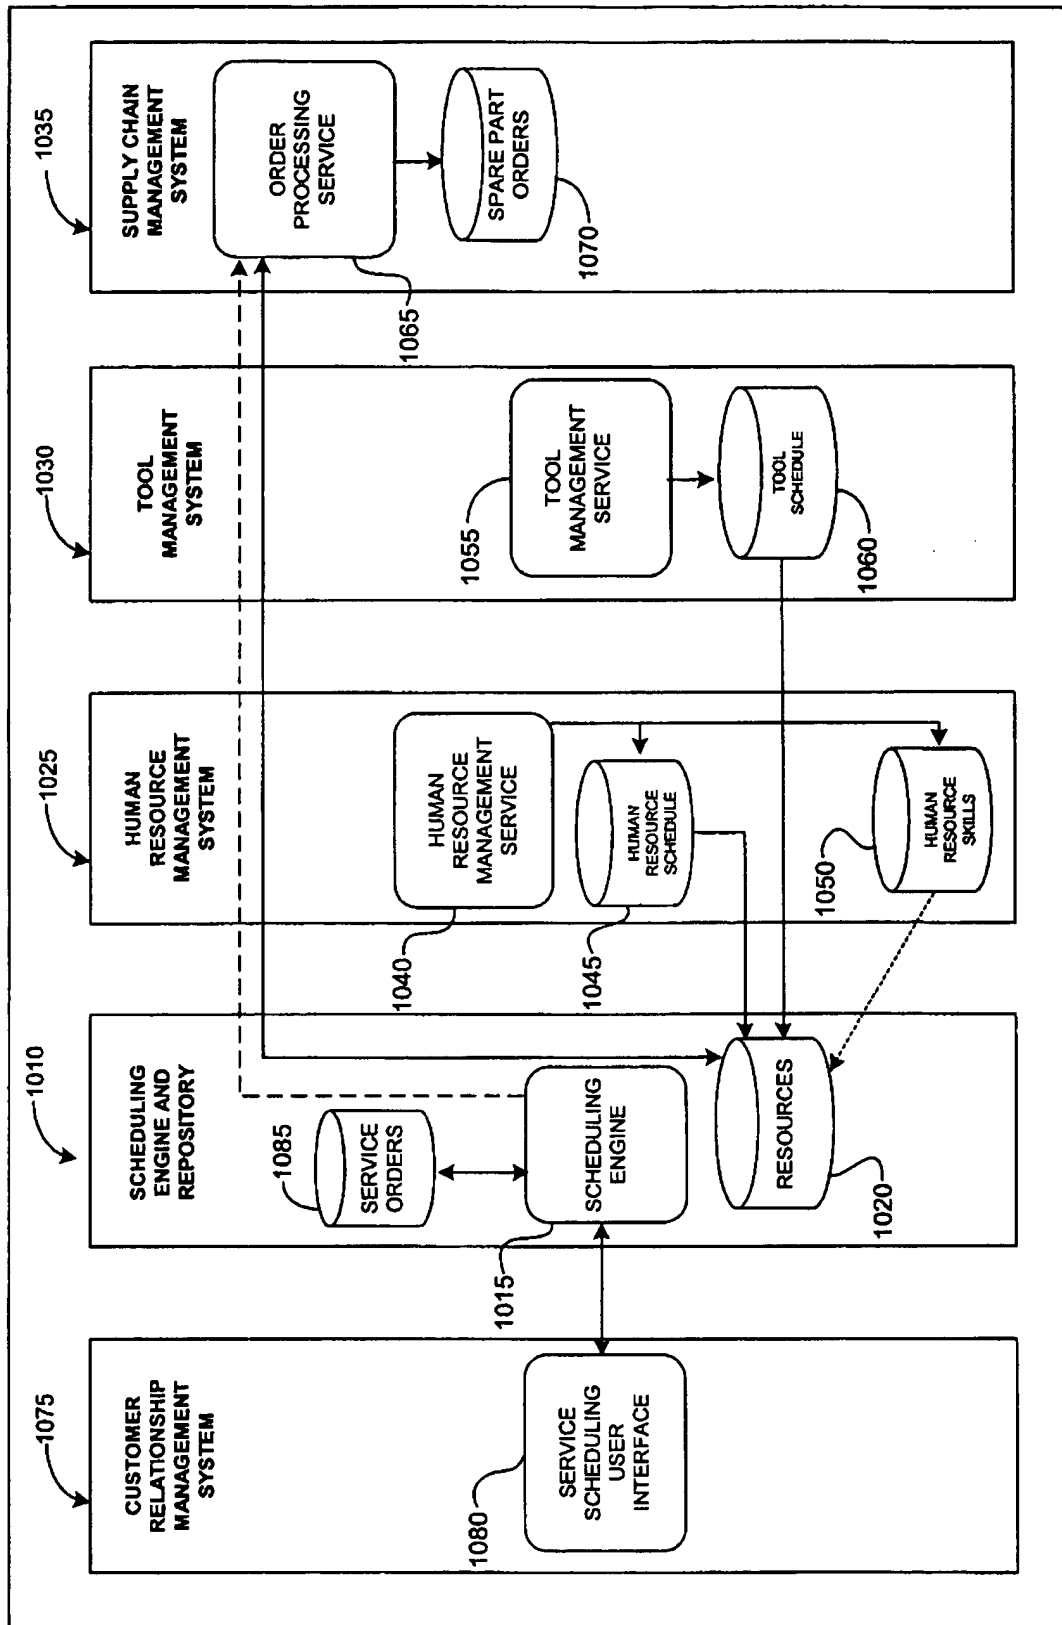 1075
CUSTOMER
RELATIONSHIP
MANAGEMENT
SYSTEM
1080
SERVICE
SCHEDULING
USER
INTERFACE
1010
SCHEDULING
ENGINE AND
REPOSITORY
1085
SERVICE
ORDERS
1015
SCHEDULING
ENGINE
RESOURCES
1020
1025
HUMAN
RESOURCE
MANAGEMENT
SYSTEM
1040
HUMAN
RESOURCE
MANAGEMENT
SERVICE
1045
HUMAN
RESOURCE
SCHEDULE
1050
HUMAN
RESOURCE
SKILLS
1030
TOOL
MANAGEMENT
SYSTEM
1055
TOOL
MANAGEMENT
SERVICE
TOOL
SCHEDULE
1060
1035
SUPPLY CHAIN
MANAGEMENT
SYSTEM
ORDER
PROCESSING
SERVICE
1065
SPARE PART
ORDERS
1070